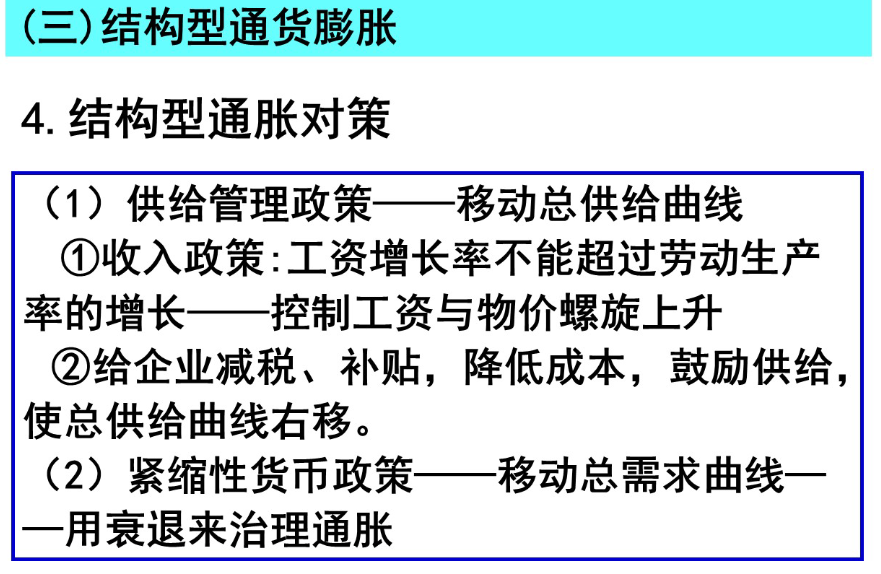 (三)结构型通货膨胀
4. 结构型通胀对策
（1）供给管理政策——移动总供给曲线
①收入政策:工资增长率不能超过劳动生产
率的增长——控制工资与物价螺旋上升
②给企业减税、补贴，降低成本，鼓励供给，
使总供给曲线右移。
（2）紧缩性货币政策——移动总需求曲线—
—用衰退来治理通胀